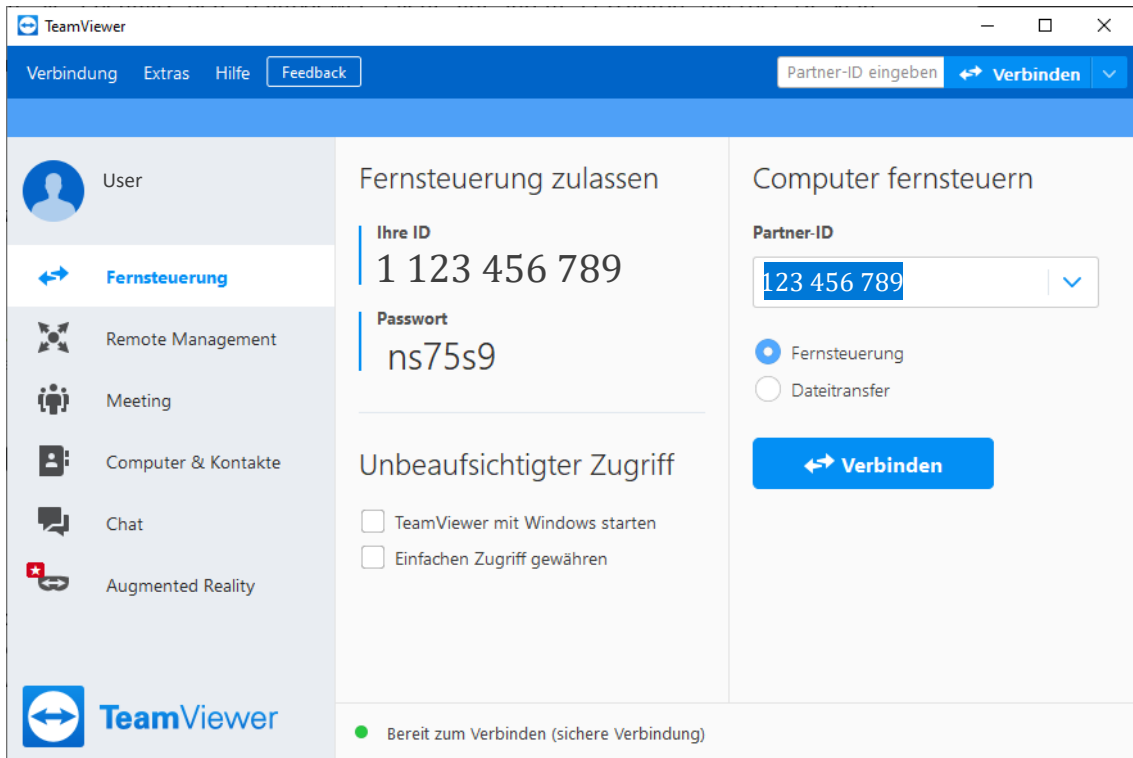 TeamViewer
Verbindung Extras Hilfe Feedback
Partner-ID eingeben Verbinden
User
Fernsteuerung
Remote Management
Meeting
Computer & Kontakte
Chat
Augmented Reality
TeamViewer
Fernsteuerung zulassen
Ihre ID
1 123 456 789
Passwort
ns75s9
Unbeaufsichtigter Zugriff
TeamViewer mit Windows starten
Einfachen Zugriff gewähren
Computer fernsteuern
Partner-ID
123 456 789
Fernsteuerung
Dateitransfer
Verbinden
Bereit zum Verbinden (sichere Verbindung)